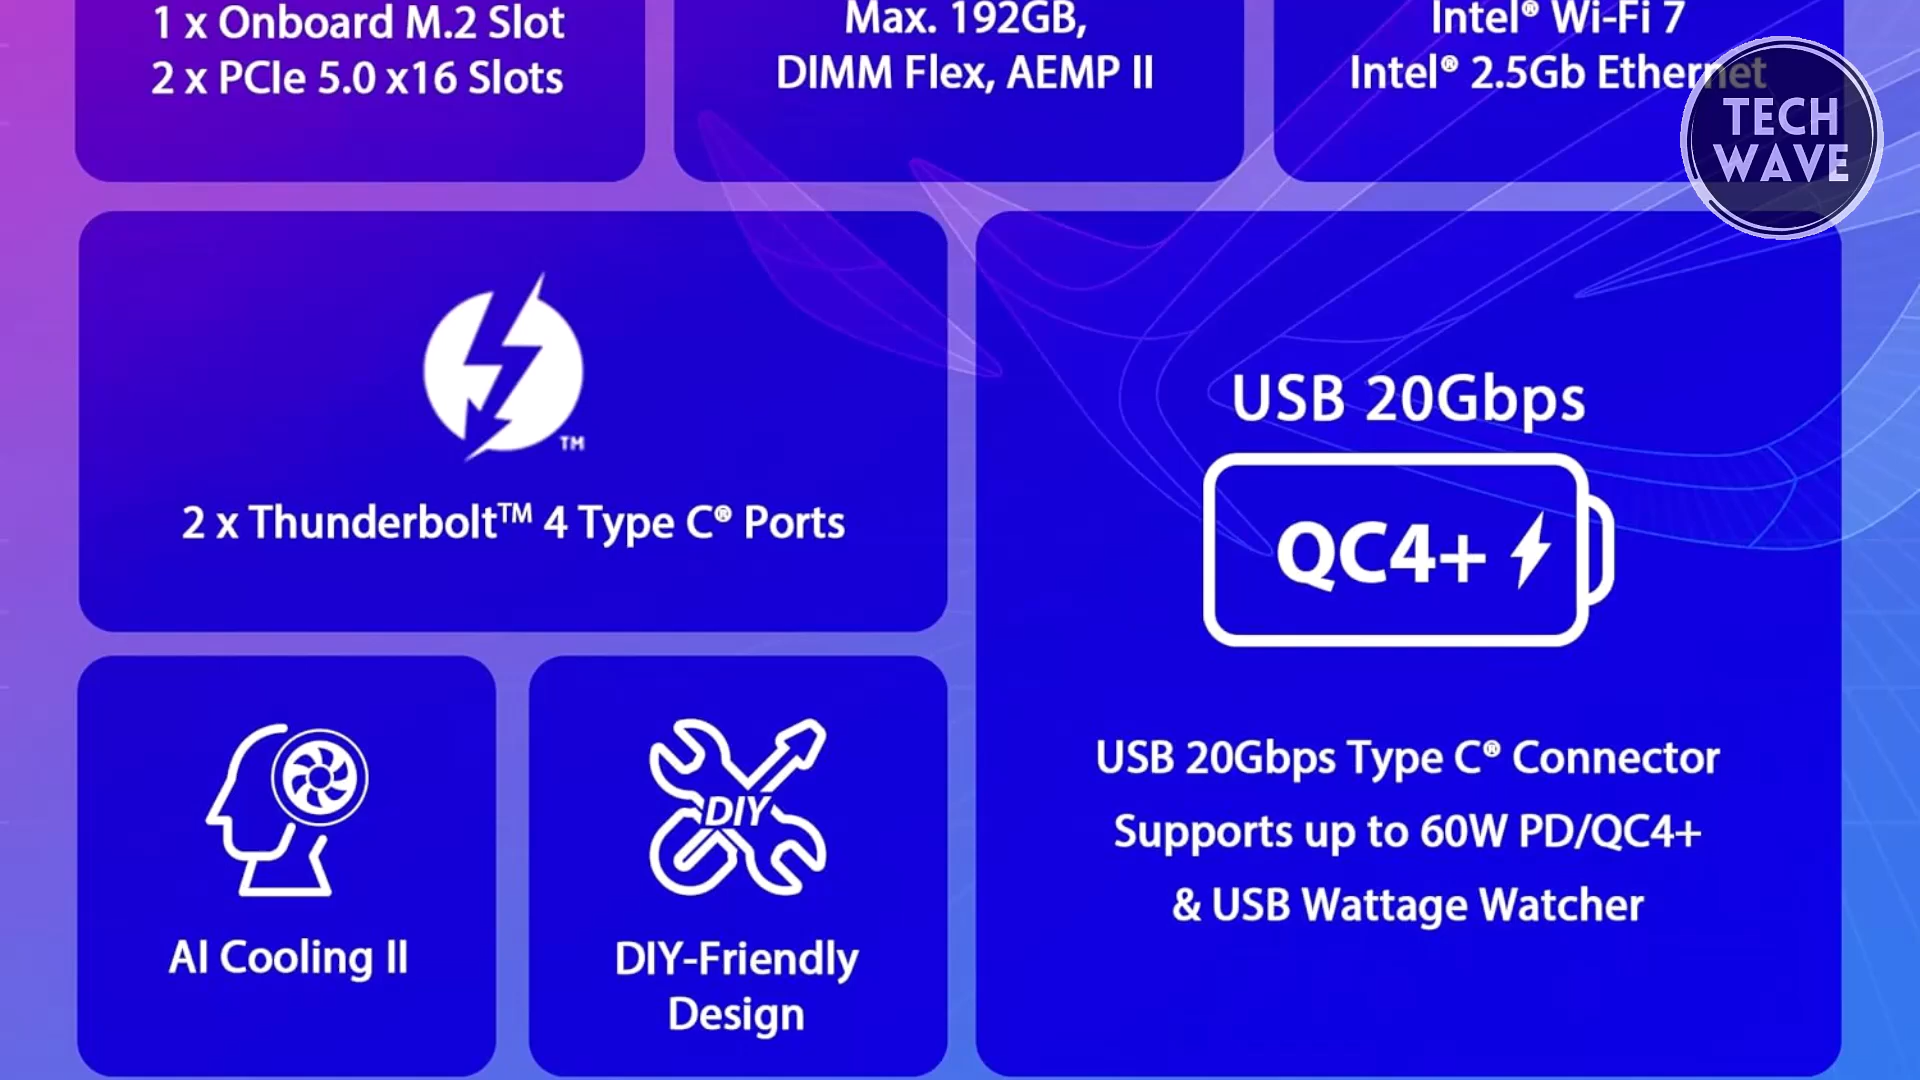 1 x Onboard M.2 Slot
2 x PCIe 5.0 x16 Slots
Max. 192GB,
DIMM Flex, AEMP II
Intel® Wi-Fi 7
Intel® 2.5Gb Ethernet
TECH
WAVE
TM
2 x Thunderbolt™ 4 Type C® Ports
USB 20Gbps
QC4+
USB 20Gbps Type C® Connector
Supports up to 60W PD/QC4+
& USB Wattage Watcher
AI Cooling II
DIY
DIY-Friendly
Design